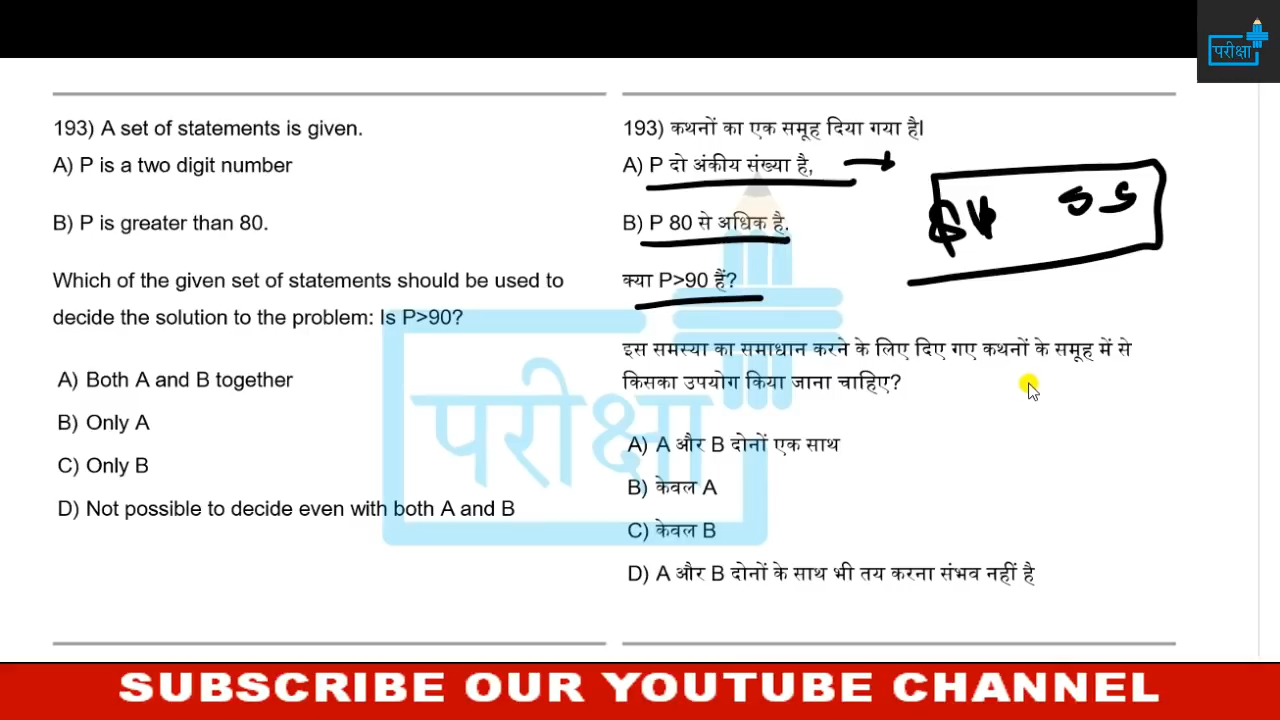 परीक्षा
193) A set of statements is given.
A) P is a two digit number
B) P is greater than 80.
Which of the given set of statements should be used to
decide the solution to the problem: Is P>90?
A) Both A and B together
B) Only A
C) Only B
D) Not possible to decide even with both A and B
193) कथनों का एक समूह दिया गया है।
A) P दो अंकीय संख्या है,
B) P 80 से अधिक है.
क्या P>90 हैं?
इस समस्या का समाधान करने के लिए दिए गए कथनों के समूह में से
किसका उपयोग किया जाना चाहिए?
A) A और B दोनों एक साथ
B) केवल A
C) केवल B
D) A और B दोनों के साथ भी तय करना संभव नहीं है
परीक्षा
SUBSCRIBE OUR YOUTUBE CHANNEL